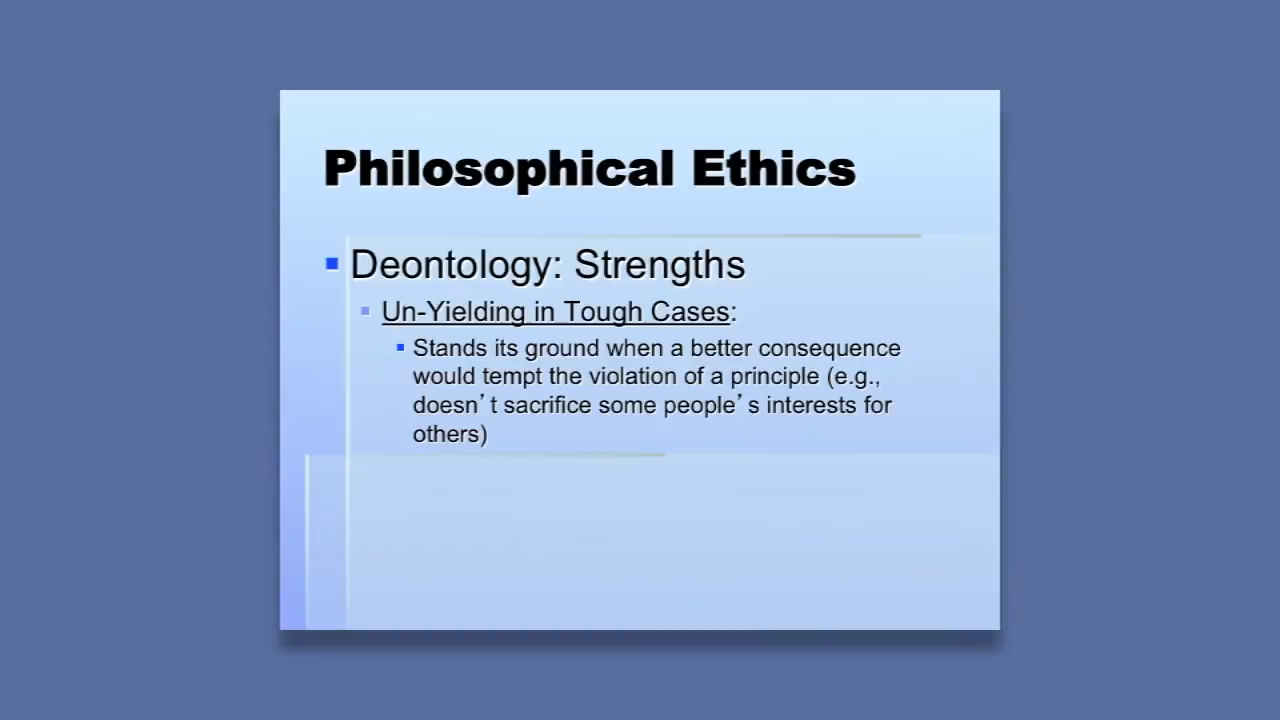 Philosophical Ethics
Deontology: Strengths
Un-Yielding in Tough Cases:
Stands its ground when a better consequence
would tempt the violation of a principle (e.g.,
doesn’t sacrifice some people’s interests for
others)